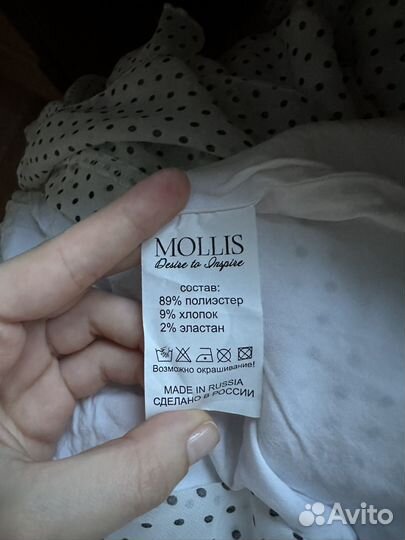 MOLLIS
Desire to Inspire
состав:
89% полиэстер
9% хлопок
2% эластан
Возможно окрашивание!
MADE IN RUSSIA
СДЕЛАНО В РОССИИ
Avito